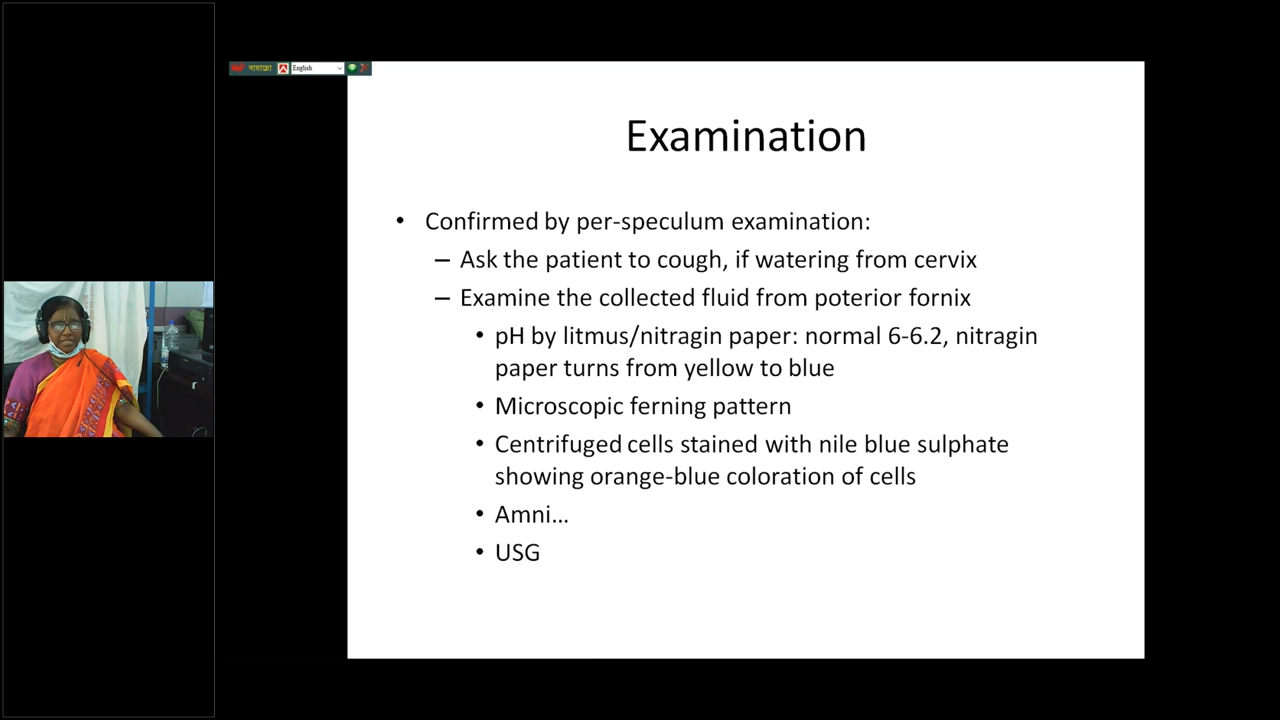 English
Examination
• Confirmed by per-speculum examination:
– Ask the patient to cough, if watering from cervix
– Examine the collected fluid from poterior fornix
• pH by litmus/nitragin paper: normal 6-6.2, nitragin
paper turns from yellow to blue
• Microscopic ferning pattern
• Centrifuged cells stained with nile blue sulphate
showing orange-blue coloration of cells
• Amni…
• USG